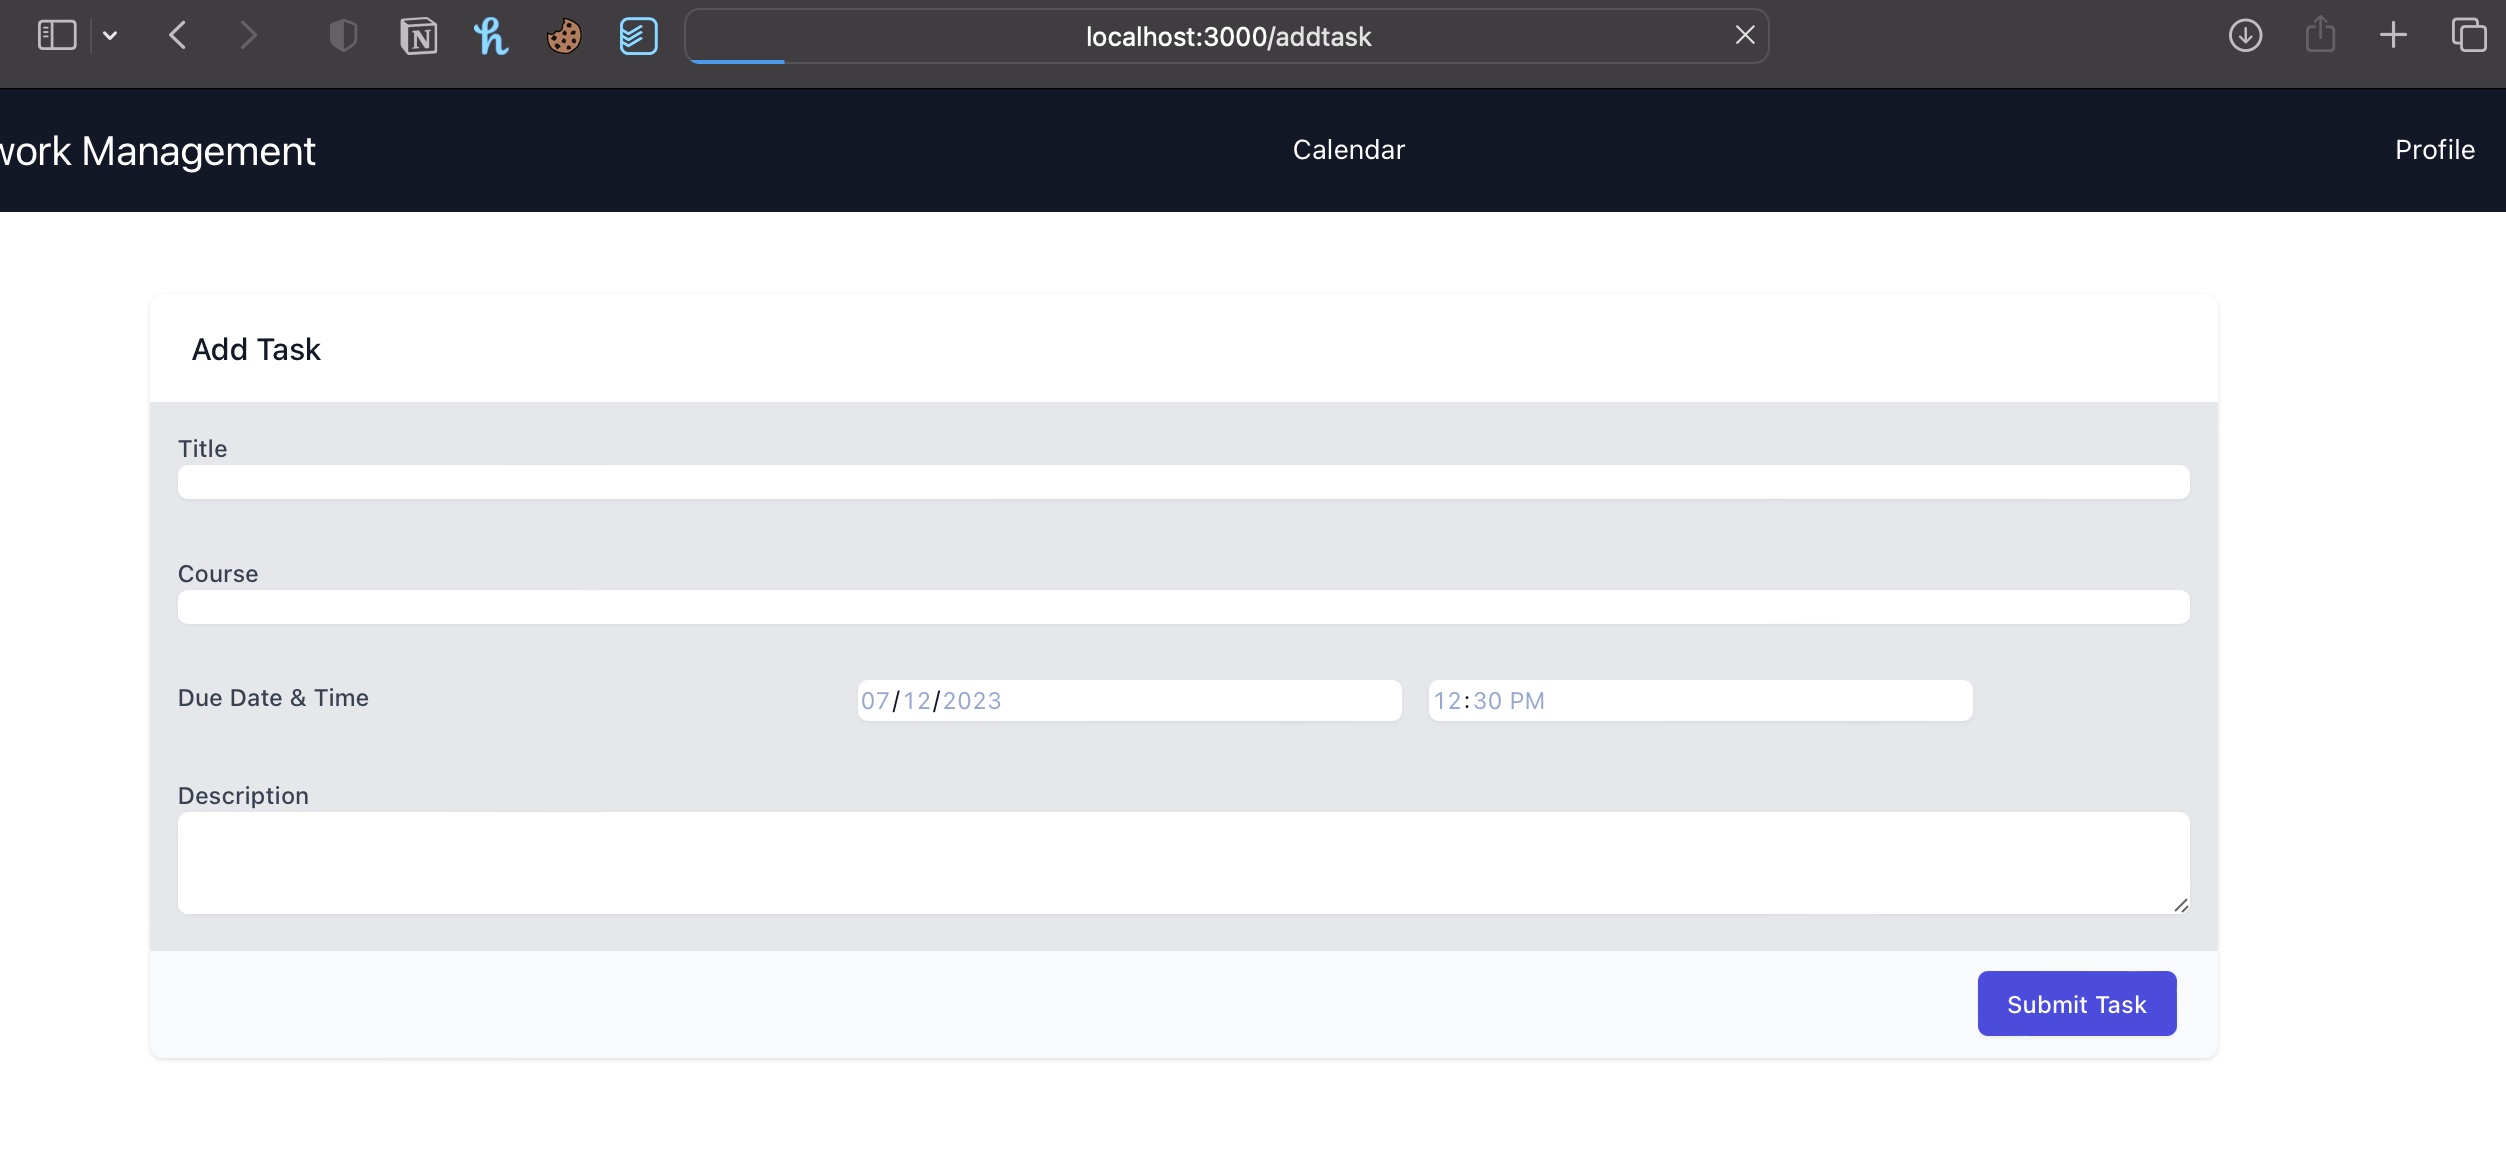 localhost:3000/addtask
work Management
Calendar
Profile
Add Task
Title
Course
Due Date & Time
07/12/2023
12:30 PM
Description
Submit Task